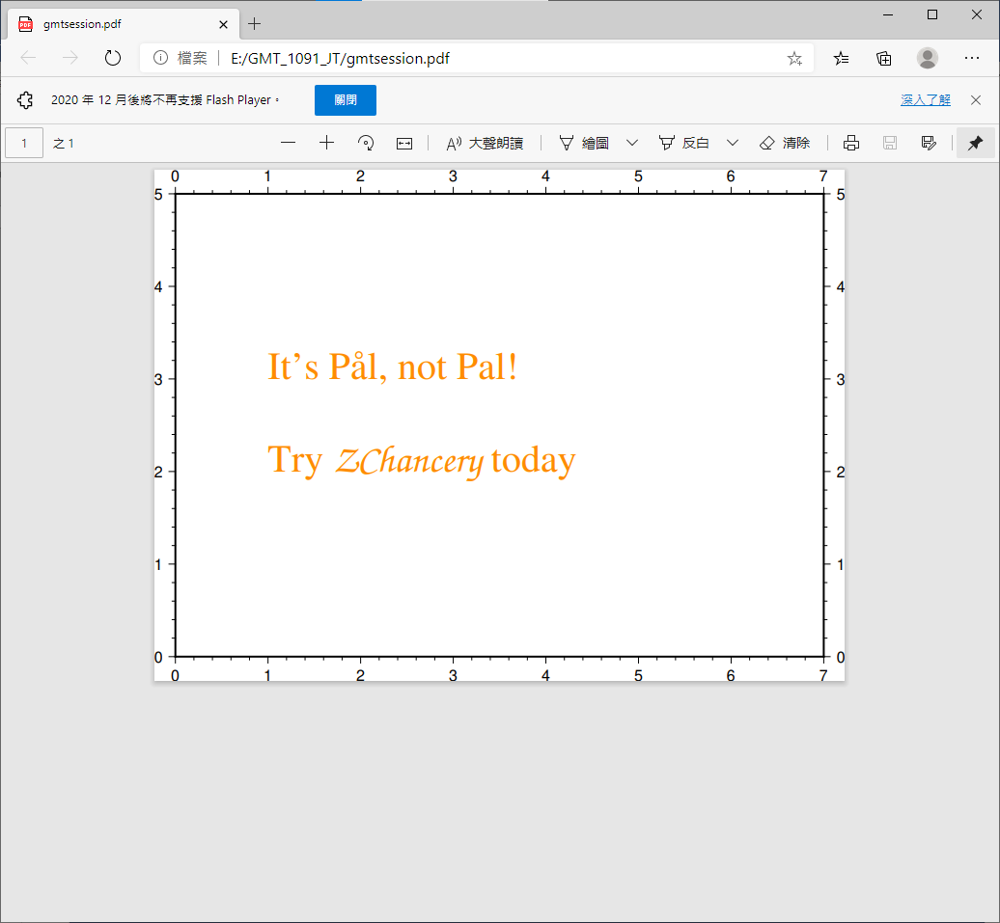 gmtsession.pdf
檔案 E:/GMT_1091_JT/gmtsession.pdf
2020 年 12 月後將不再支援 Flash Player。 關閉 深入了解
1 之 1 大聲朗讀 繪圖 反白 清除
0 1 2 3 4 5 6 7
5 5
4 4
It's Pål, not Pal!
3 3
Try ZChancery today
2 2
1 1
0 0
0 1 2 3 4 5 6 7